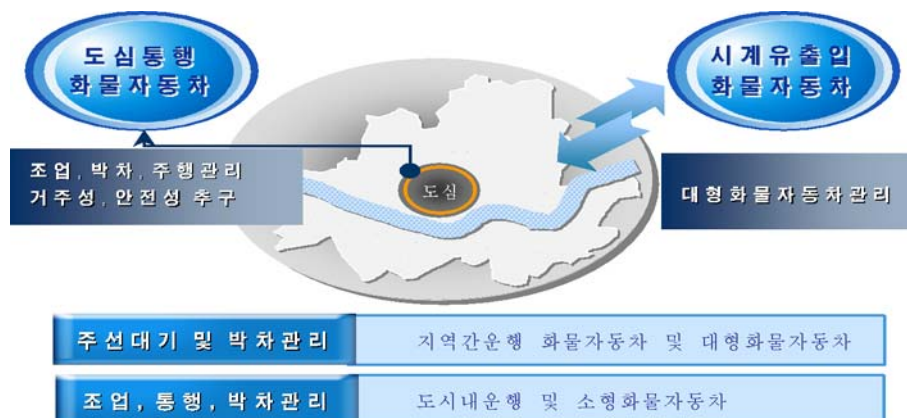 도심통행
화물자동차
시계유출입
화물자동차
조업, 박차, 주행관리
거주성, 안전성 추구
도심
대형화물자동차관리
주선대기 및 박차관리
지역간운행 화물자동차 및 대형화물자동차
조업, 통행, 박차관리
도시내운행 및 소형화물자동차